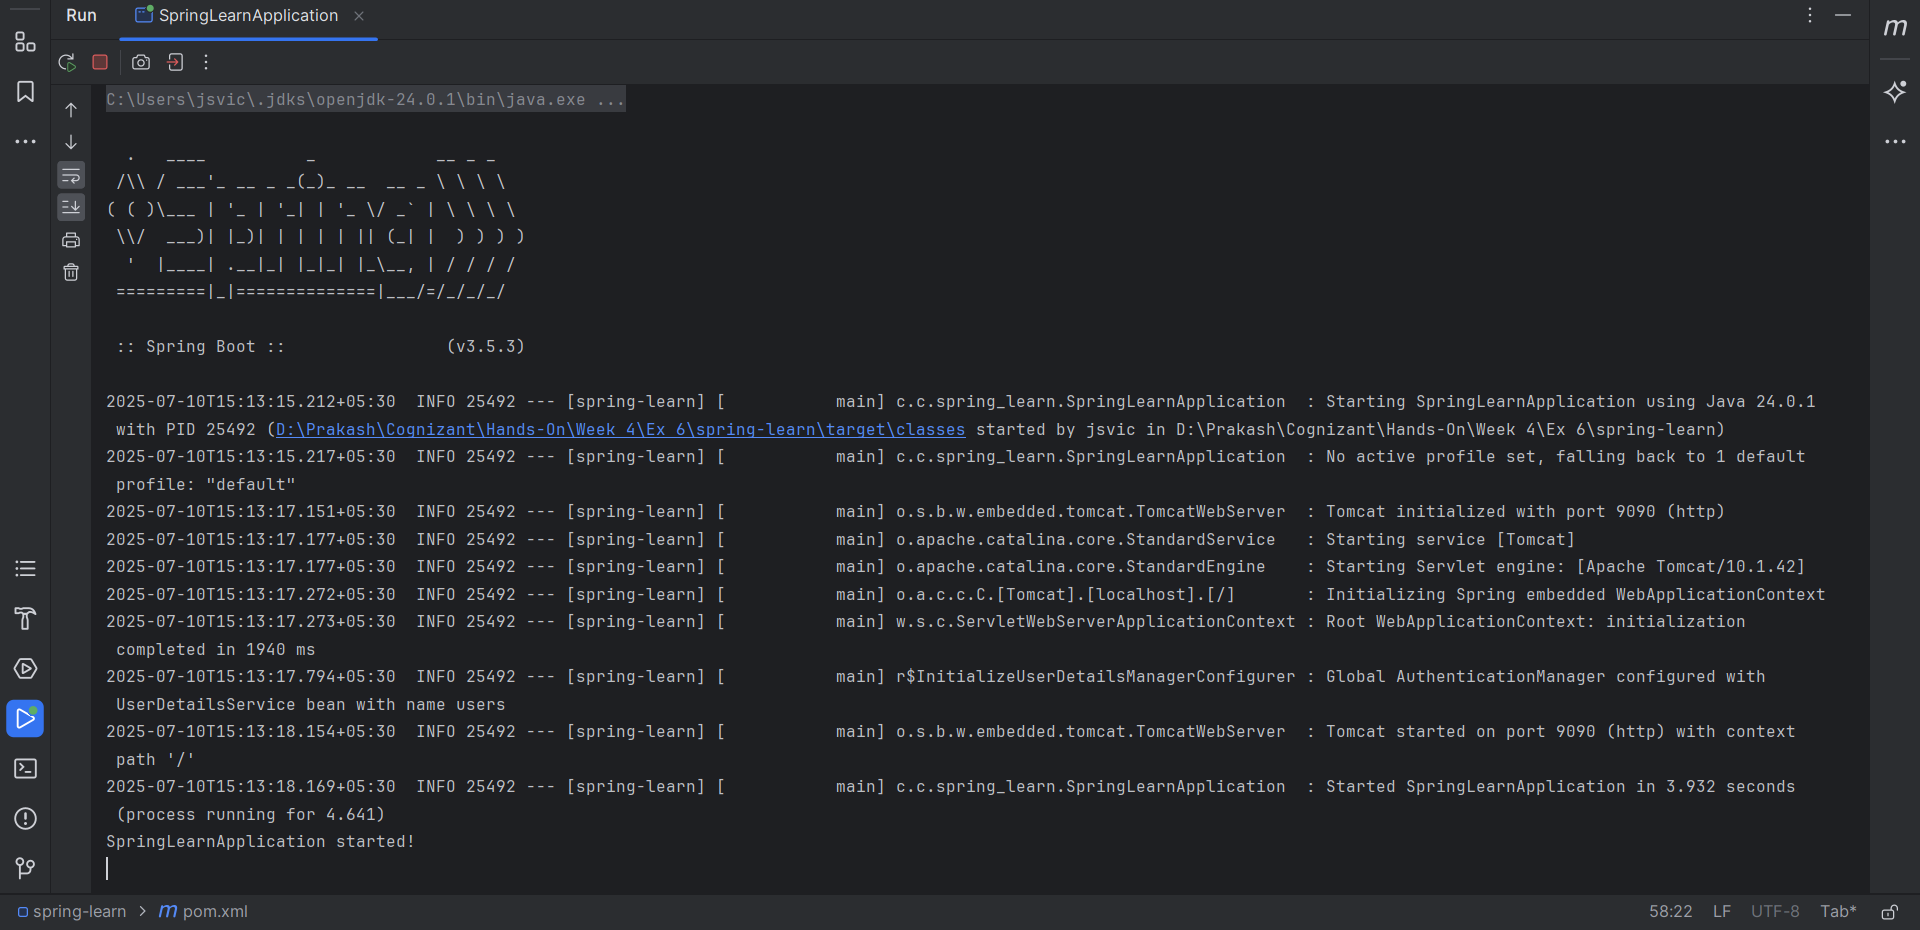 Run
SpringLearnApplication
C:\Users\jsvic\.jdks\openjdk-24.0.1\bin\java.exe ...
  .   ____          _            __ _ _
 /\\ / ___'_ __ _ _(_)_ __  __ _ \ \ \ \
( ( )\___ | '_ | '_| | '_ \/ _` | \ \ \ \
 \\/  ___)| |_)| | | | | || (_| |  ) ) ) )
  '  |____| .__|_| |_|_| |_\__, | / / / /
 =========|_|==============|___/=/_/_/_/
 :: Spring Boot ::                (v3.5.3)
2025-07-10T15:13:15.212+05:30  INFO 25492 --- [spring-learn] [           main] c.c.spring_learn.SpringLearnApplication  : Starting SpringLearnApplication using Java 24.0.1
 with PID 25492 (D:\Prakash\Cognizant\Hands-On\Week 4\Ex 6\spring-learn\target\classes started by jsvic in D:\Prakash\Cognizant\Hands-On\Week 4\Ex 6\spring-learn)
2025-07-10T15:13:15.217+05:30  INFO 25492 --- [spring-learn] [           main] c.c.spring_learn.SpringLearnApplication  : No active profile set, falling back to 1 default
 profile: "default"
2025-07-10T15:13:17.151+05:30  INFO 25492 --- [spring-learn] [           main] o.s.b.w.embedded.tomcat.TomcatWebServer  : Tomcat initialized with port 9090 (http)
2025-07-10T15:13:17.177+05:30  INFO 25492 --- [spring-learn] [           main] o.apache.catalina.core.StandardService   : Starting service [Tomcat]
2025-07-10T15:13:17.177+05:30  INFO 25492 --- [spring-learn] [           main] o.apache.catalina.core.StandardEngine    : Starting Servlet engine: [Apache Tomcat/10.1.42]
2025-07-10T15:13:17.272+05:30  INFO 25492 --- [spring-learn] [           main] o.a.c.c.C.[Tomcat].[localhost].[/]       : Initializing Spring embedded WebApplicationContext
2025-07-10T15:13:17.273+05:30  INFO 25492 --- [spring-learn] [           main] w.s.c.ServletWebServerApplicationContext : Root WebApplicationContext: initialization
 completed in 1940 ms
2025-07-10T15:13:17.794+05:30  INFO 25492 --- [spring-learn] [           main] r$InitializeUserDetailsManagerConfigurer : Global AuthenticationManager configured with
 UserDetailsService bean with name users
2025-07-10T15:13:18.154+05:30  INFO 25492 --- [spring-learn] [           main] o.s.b.w.embedded.tomcat.TomcatWebServer  : Tomcat started on port 9090 (http) with context
 path '/'
2025-07-10T15:13:18.169+05:30  INFO 25492 --- [spring-learn] [           main] c.c.spring_learn.SpringLearnApplication  : Started SpringLearnApplication in 3.932 seconds
 (process running for 4.641)
SpringLearnApplication started!
spring-learn > m pom.xml
58:22 LF UTF-8 Tab*